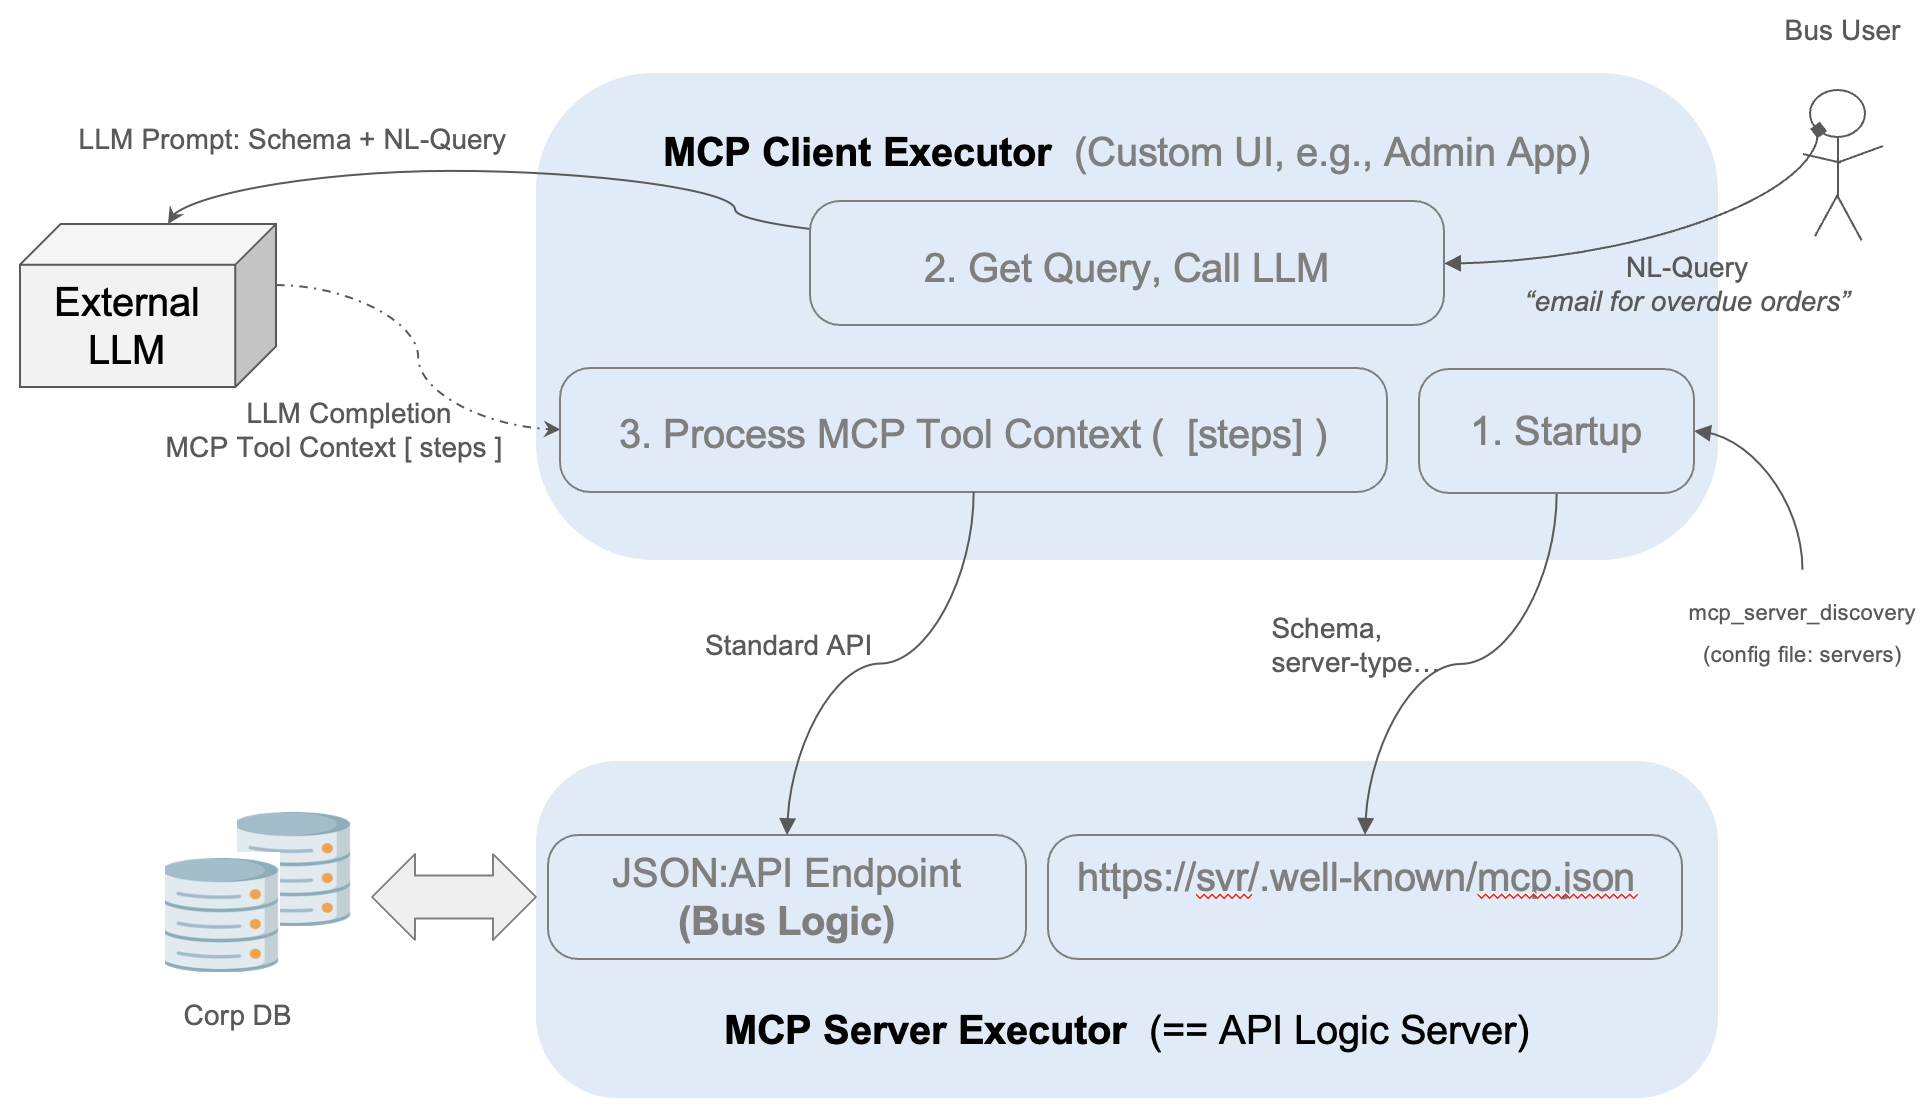 Bus User
LLM Prompt: Schema + NL-Query
MCP Client Executor (Custom UI, e.g., Admin App)
2. Get Query, Call LLM
NL-Query
“email for overdue orders”
External
LLM
LLM Completion
MCP Tool Context [ steps ]
3. Process MCP Tool Context ( [steps] )
1. Startup
mcp_server_discovery
(config file: servers)
Standard API
Schema,
server-type…
JSON:API Endpoint
(Bus Logic)
https://svr/.well-known/mcp.json
Corp DB
MCP Server Executor (== API Logic Server)